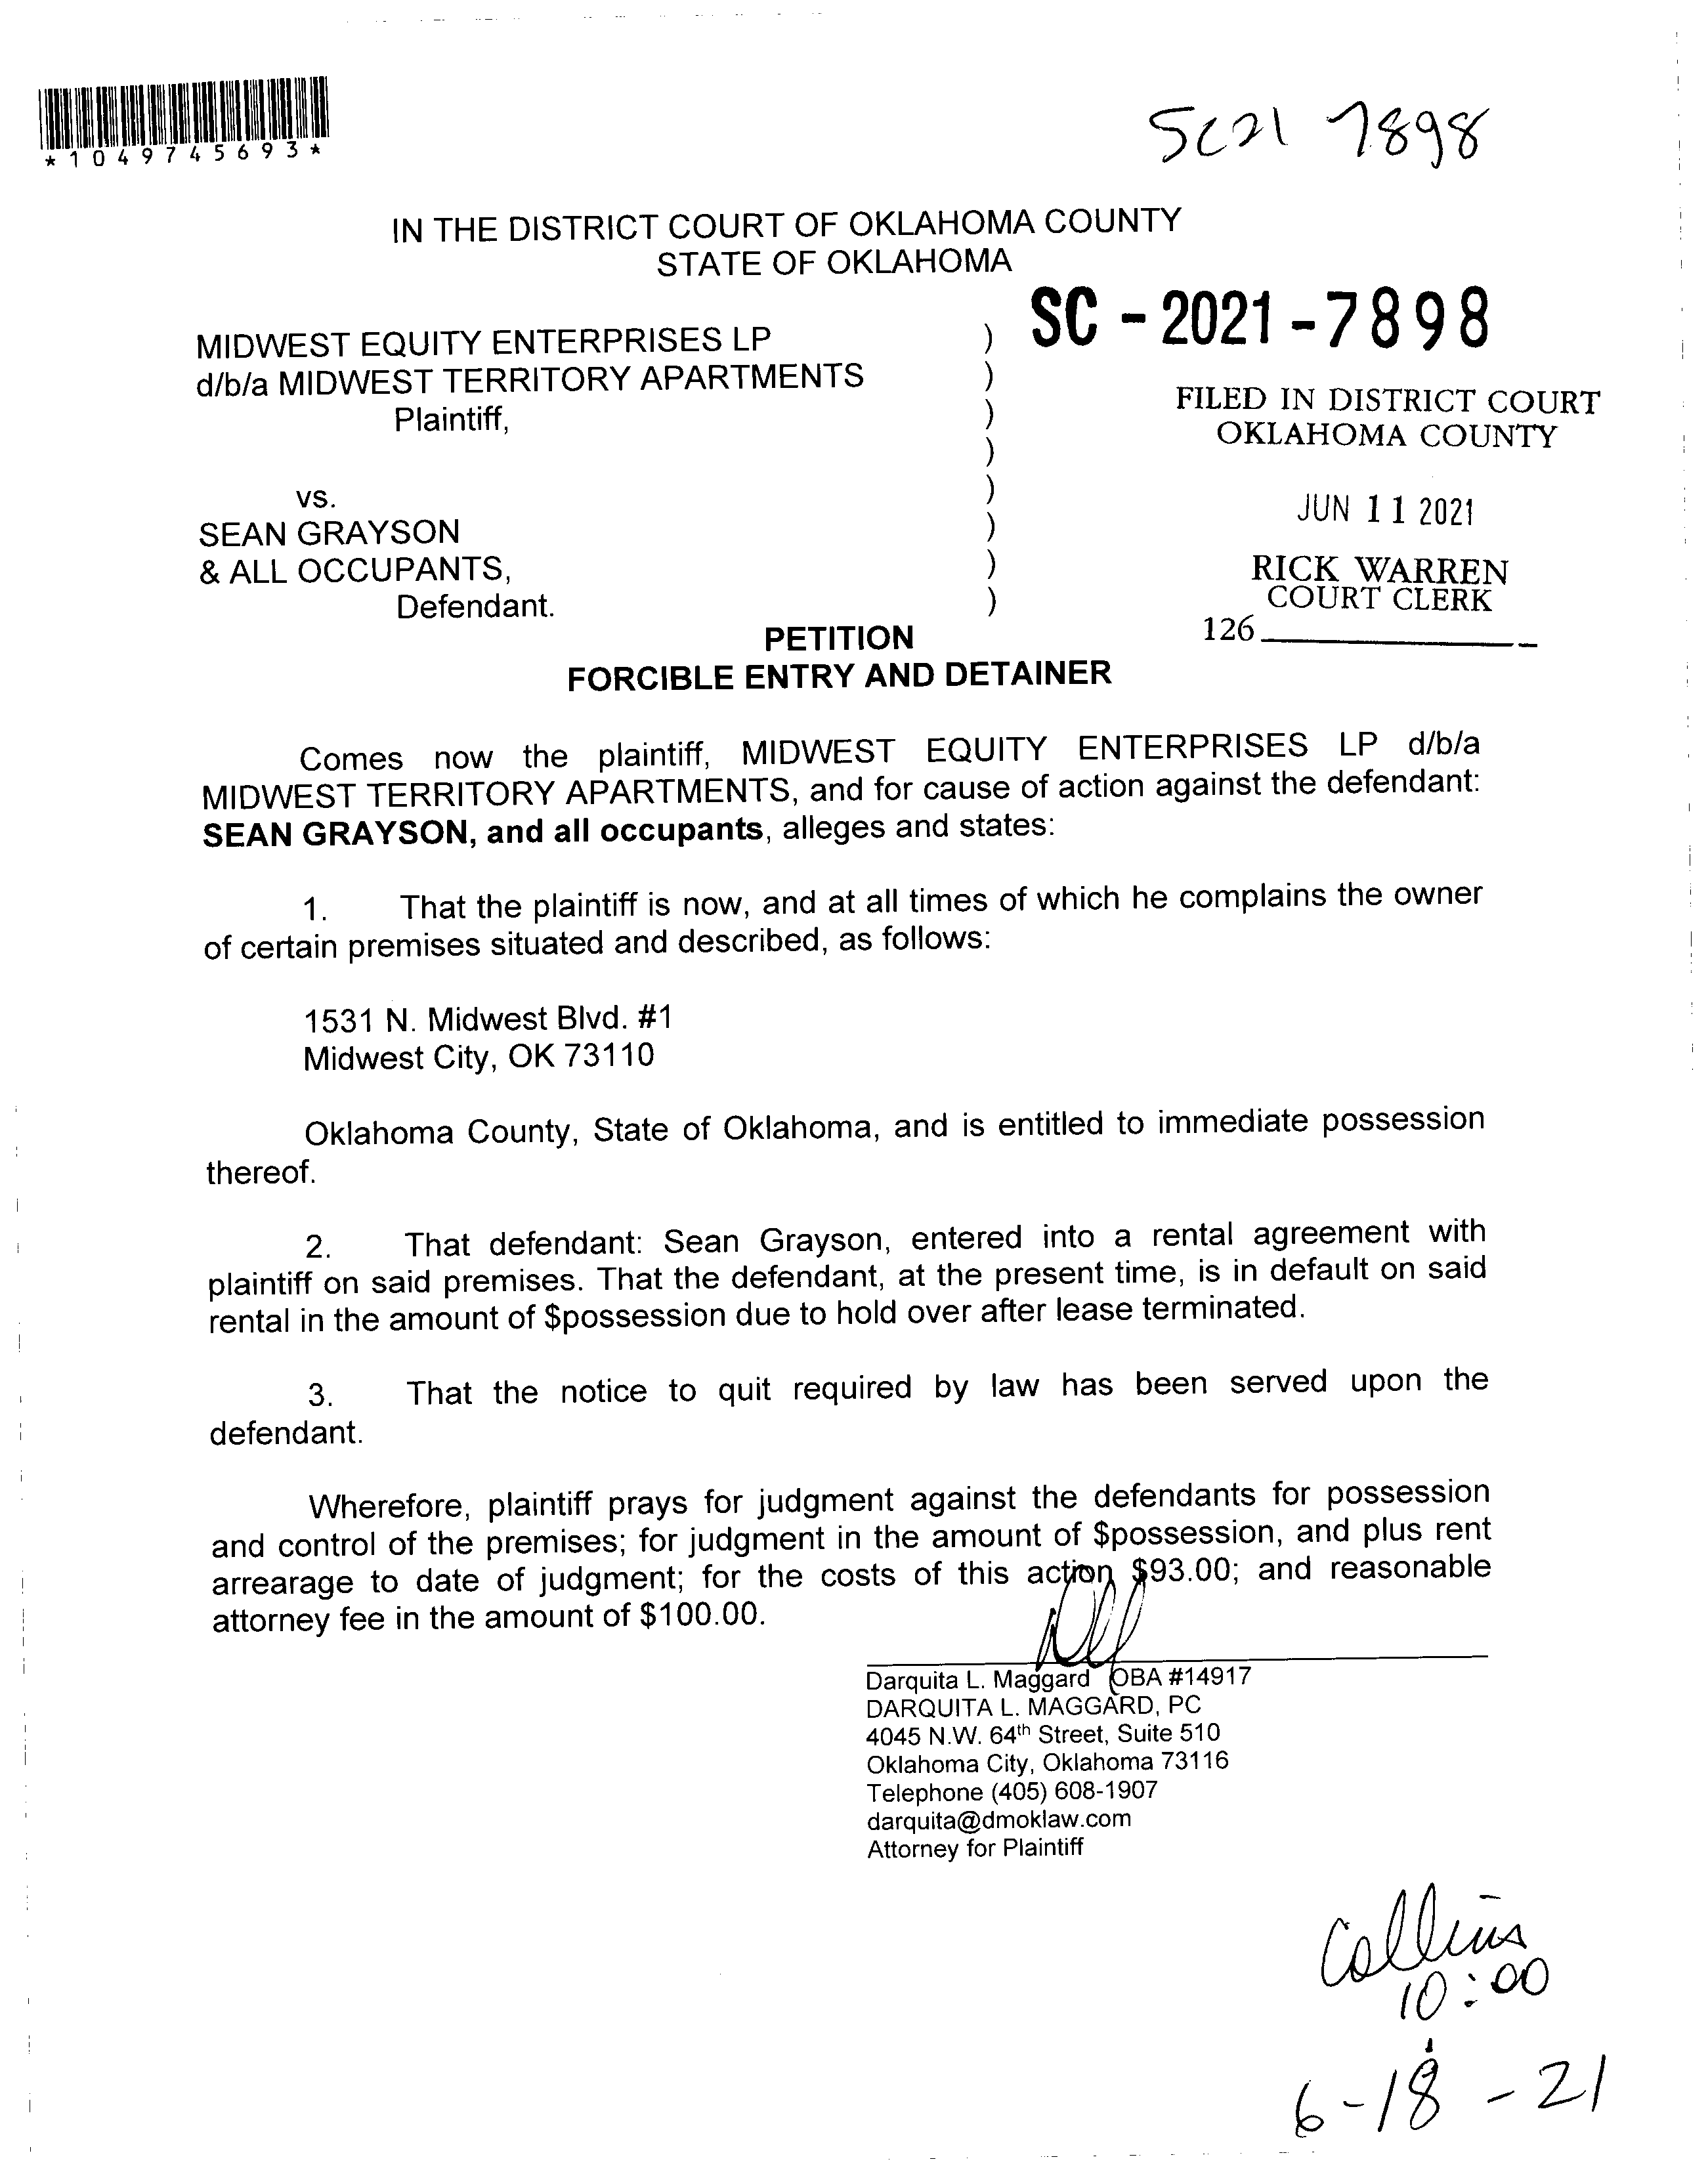 *1049745693*
SC21 7898
IN THE DISTRICT COURT OF OKLAHOMA COUNTY
STATE OF OKLAHOMA
SC - 2021 - 7898
MIDWEST EQUITY ENTERPRISES LP )
d/b/a MIDWEST TERRITORY APARTMENTS )
Plaintiff, )
)
vs. )
SEAN GRAYSON )
& ALL OCCUPANTS, )
Defendant. )
FILED IN DISTRICT COURT
OKLAHOMA COUNTY
JUN 11 2021
RICK WARREN
COURT CLERK
126
PETITION
FORCIBLE ENTRY AND DETAINER
Comes now the plaintiff, MIDWEST EQUITY ENTERPRISES LP d/b/a
MIDWEST TERRITORY APARTMENTS, and for cause of action against the defendant:
SEAN GRAYSON, and all occupants, alleges and states:
1. That the plaintiff is now, and at all times of which he complains the owner
of certain premises situated and described, as follows:
1531 N. Midwest Blvd. #1
Midwest City, OK 73110
Oklahoma County, State of Oklahoma, and is entitled to immediate possession
thereof.
2. That defendant: Sean Grayson, entered into a rental agreement with
plaintiff on said premises. That the defendant, at the present time, is in default on said
rental in the amount of $possession due to hold over after lease terminated.
3. That the notice to quit required by law has been served upon the
defendant.
Wherefore, plaintiff prays for judgment against the defendants for possession
and control of the premises; for judgment in the amount of $possession, and plus rent
arrearage to date of judgment; for the costs of this action $93.00; and reasonable
attorney fee in the amount of $100.00.
Darquita L. Maggard OBA #14917
DARQUITA L. MAGGARD, PC
4045 N.W. 64th Street, Suite 510
Oklahoma City, Oklahoma 73116
Telephone (405) 608-1907
darquita@dmoklaw.com
Attorney for Plaintiff
Collins
10:00
6-18-21